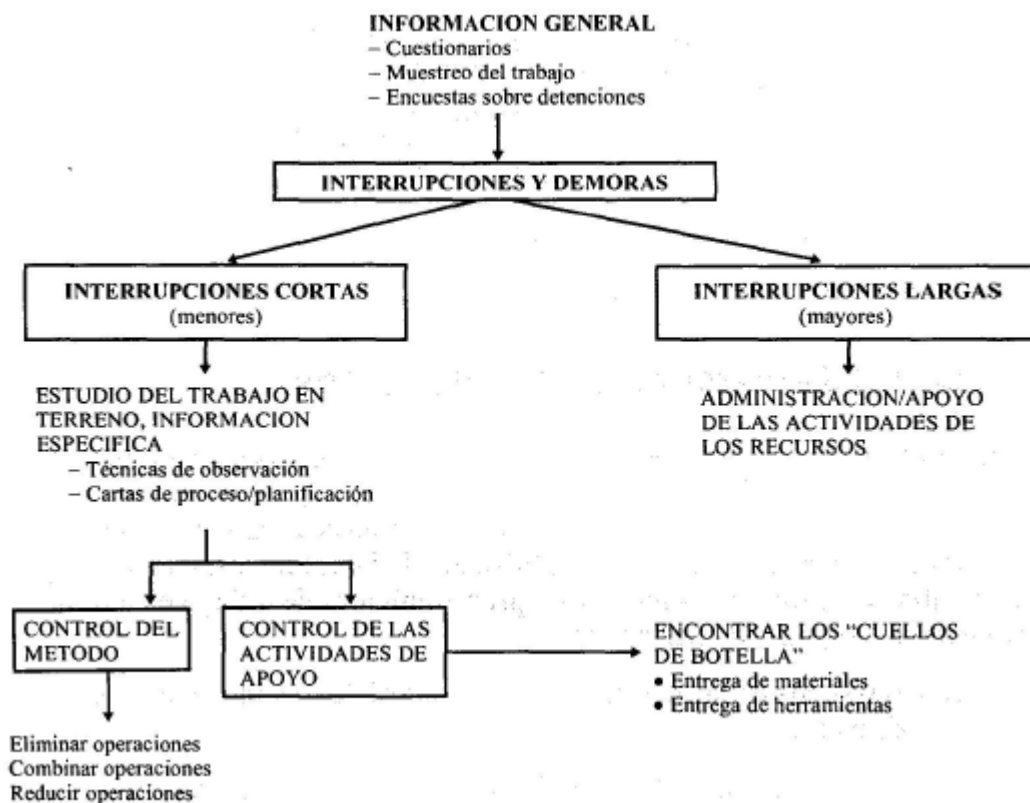 INFORMACION GENERAL
– Cuestionarios
– Muestreo del trabajo
– Encuestas sobre detenciones
INTERRUPCIONES Y DEMORAS
INTERRUPCIONES CORTAS
(menores)
INTERRUPCIONES LARGAS
(mayores)
ESTUDIO DEL TRABAJO EN
TERRENO, INFORMACION
ESPECIFICA
– Técnicas de observación
– Cartas de proceso/planificación
ADMINISTRACION/APOYO
DE LAS ACTIVIDADES DE
LOS RECURSOS
CONTROL DEL
METODO
CONTROL DE LAS
ACTIVIDADES DE
APOYO
ENCONTRAR LOS “CUELLOS
DE BOTELLA”
• Entrega de materiales
• Entrega de herramientas
Eliminar operaciones
Combinar operaciones
Reducir operaciones